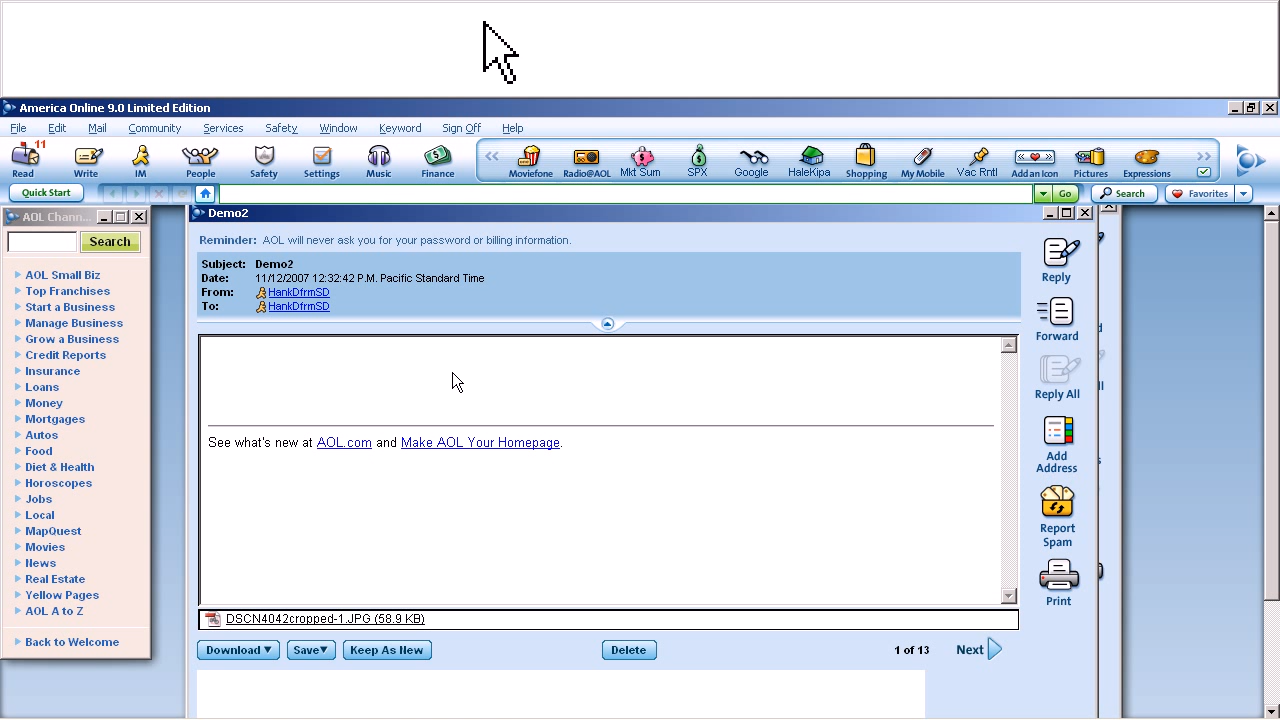 America Online 9.0 Limited Edition
File Edit Mail Community Services Safety Window Keyword Sign Off Help
11
Read Write IM People Safety Settings Music Finance Moviefone Radio@AOL Mkt Sum SPX Google HaleKipa Shopping My Mobile Vac Rntl Add an Icon Pictures Expressions
Quick Start Go Search Favorites
AOL Chann...
Search
AOL Small Biz
Top Franchises
Start a Business
Manage Business
Grow a Business
Credit Reports
Insurance
Loans
Money
Mortgages
Autos
Food
Diet & Health
Horoscopes
Jobs
Local
MapQuest
Movies
News
Real Estate
Yellow Pages
AOL A to Z
Back to Welcome
Demo2
Reminder: AOL will never ask you for your password or billing information.
Subject: Demo2
Date: 11/12/2007 12:32:42 P.M. Pacific Standard Time
From: HankDfrmSD
To: HankDfrmSD
See what's new at AOL.com and Make AOL Your Homepage.
DSCN4042cropped-1.JPG (58.9 KB)
Download Save Keep As New Delete 1 of 13 Next
Reply
Forward
Reply All
Add
Address
Report
Spam
Print